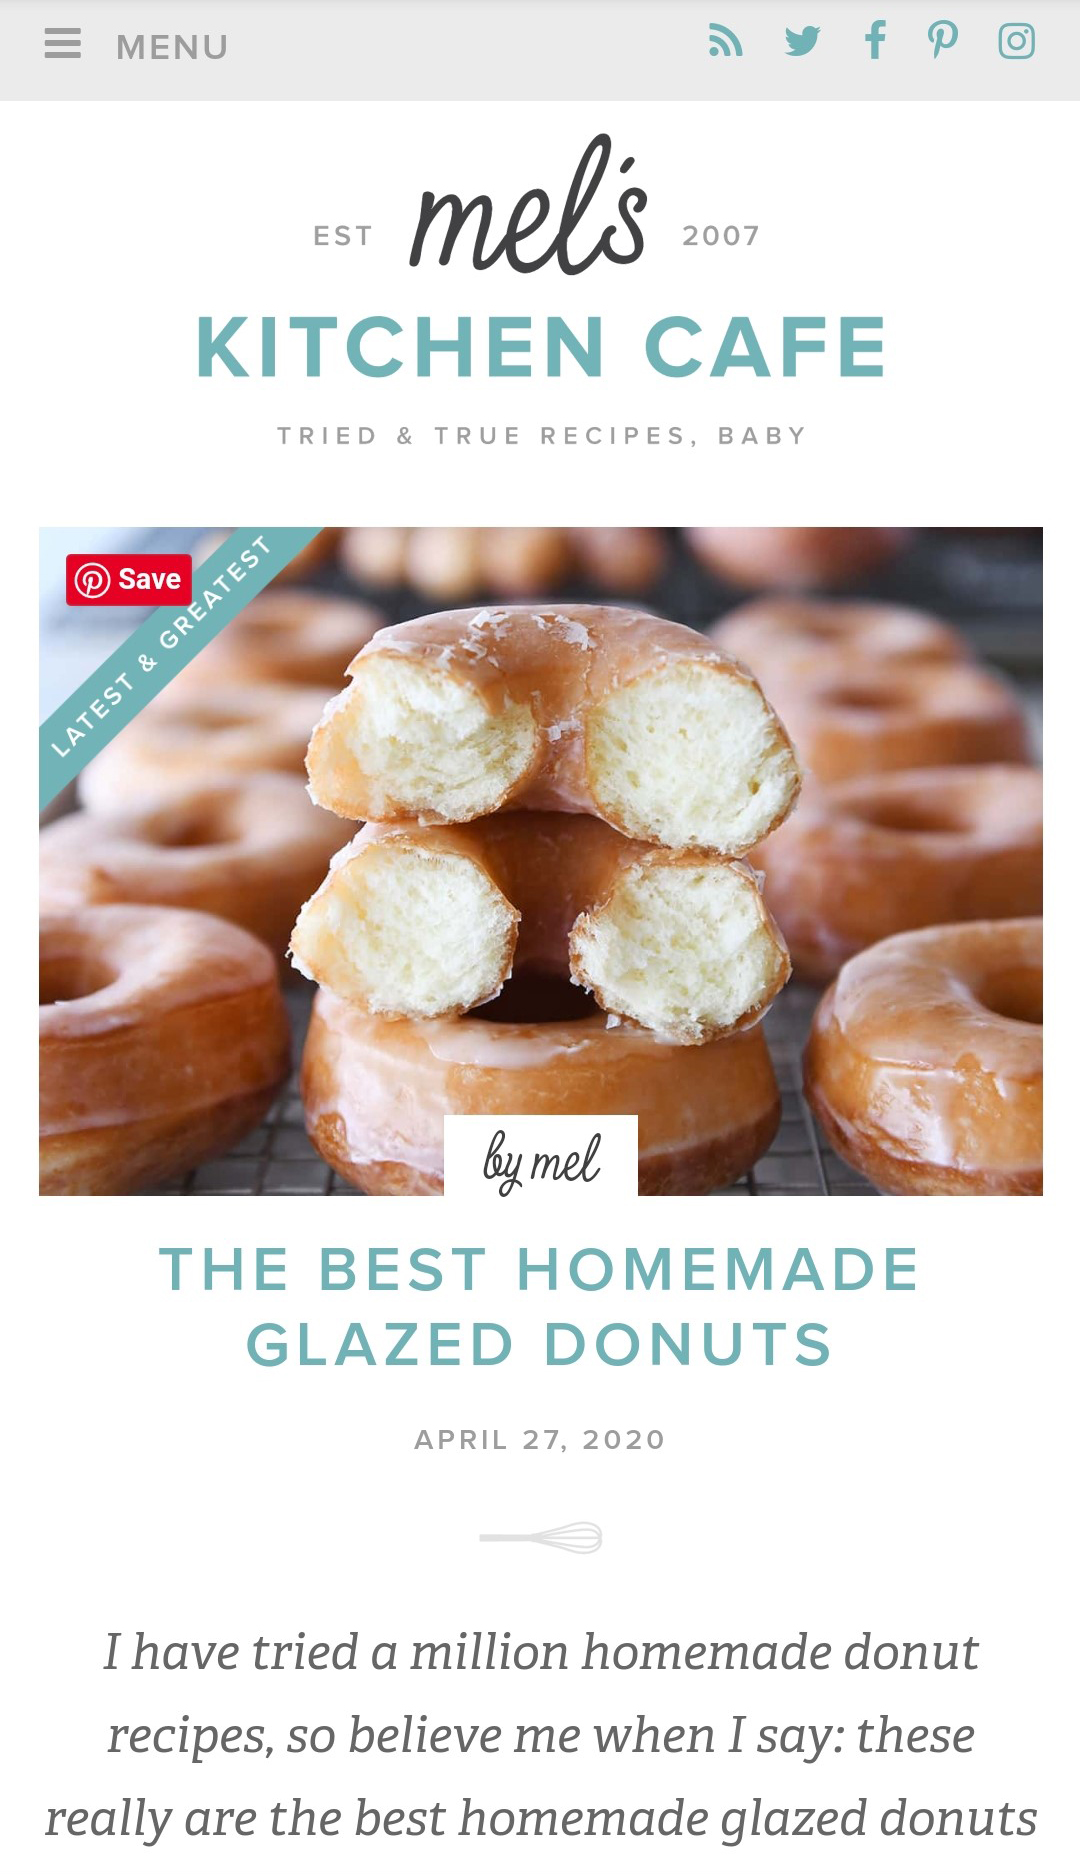 MENU
EST mel's 2007
KITCHEN CAFE
TRIED & TRUE RECIPES, BABY
Save
LATEST & GREATEST
by mel
THE BEST HOMEMADE
GLAZED DONUTS
APRIL 27, 2020
I have tried a million homemade donut
recipes, so believe me when I say: these
really are the best homemade glazed donuts